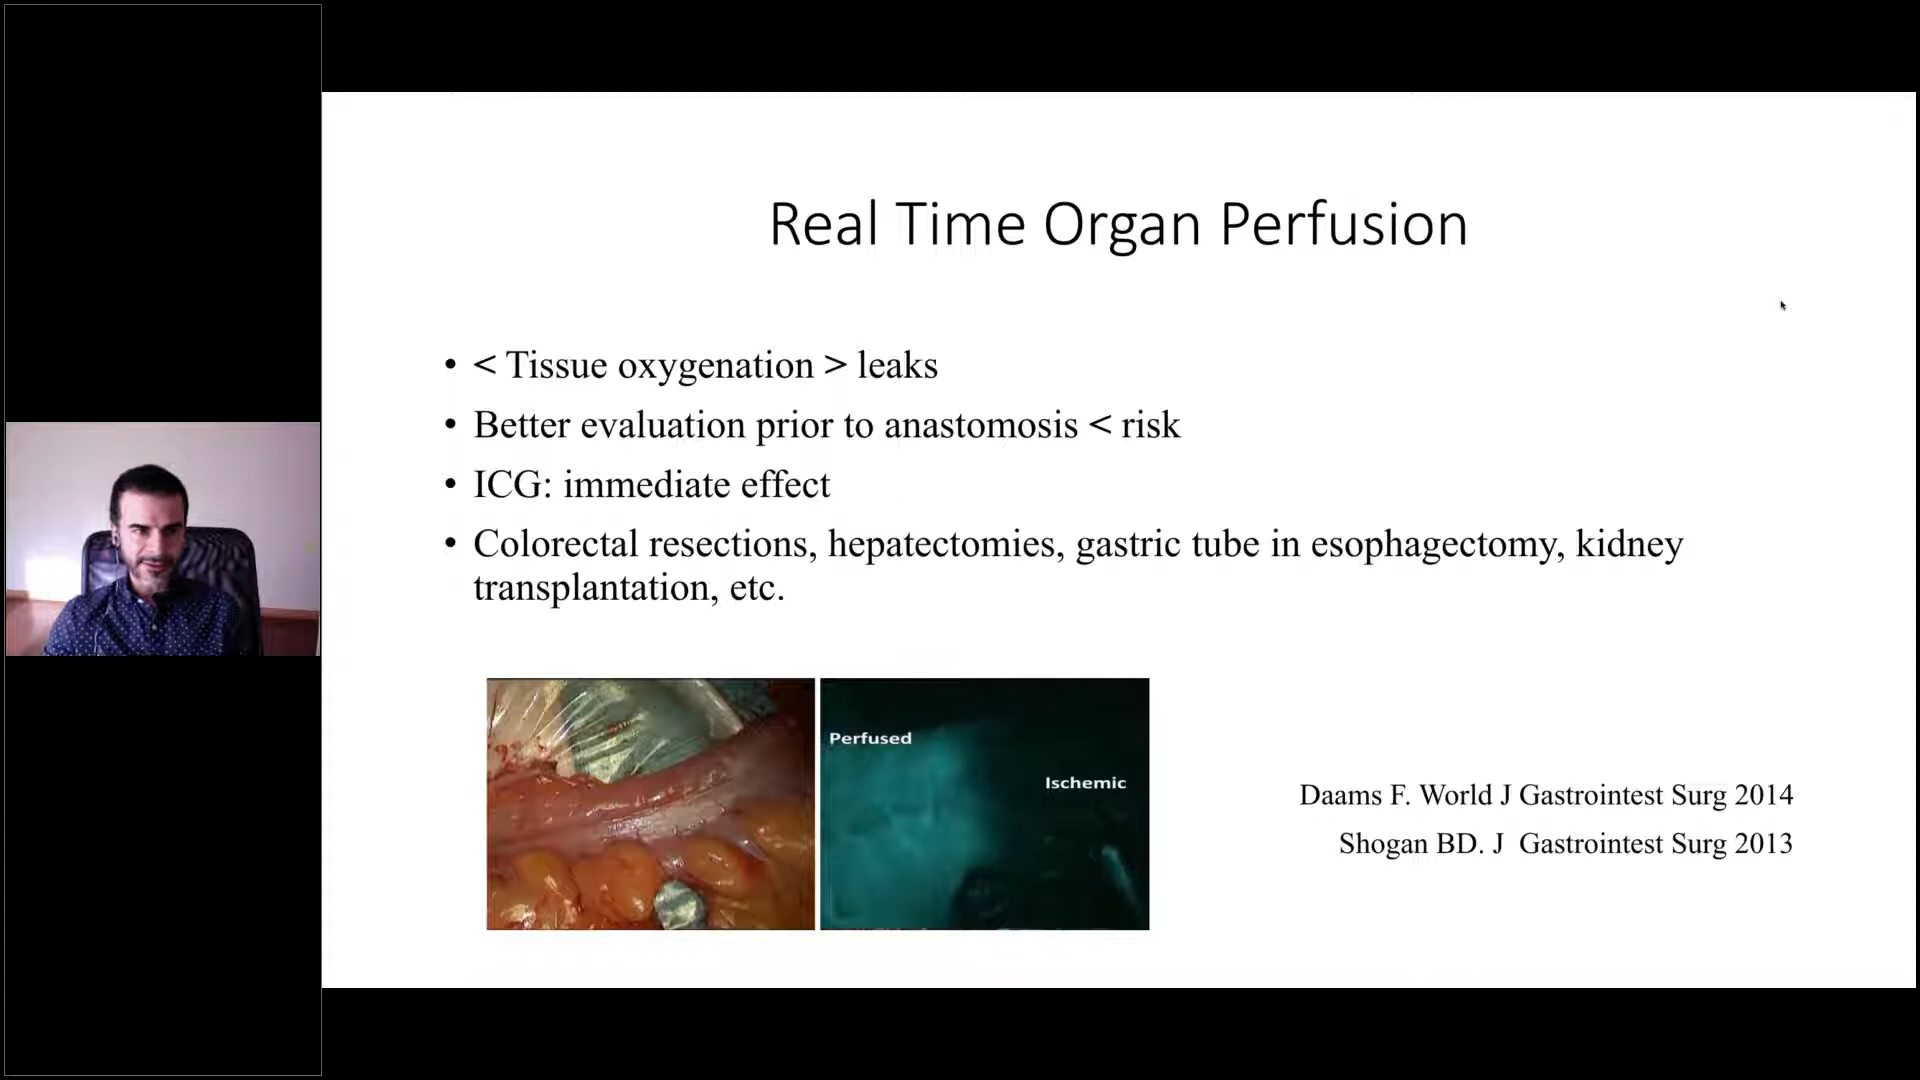 Real Time Organ Perfusion
• < Tissue oxygenation > leaks
• Better evaluation prior to anastomosis < risk
• ICG: immediate effect
• Colorectal resections, hepatectomies, gastric tube in esophagectomy, kidney
transplantation, etc.
Perfused
Ischemic
Daams F. World J Gastrointest Surg 2014
Shogan BD. J  Gastrointest Surg 2013